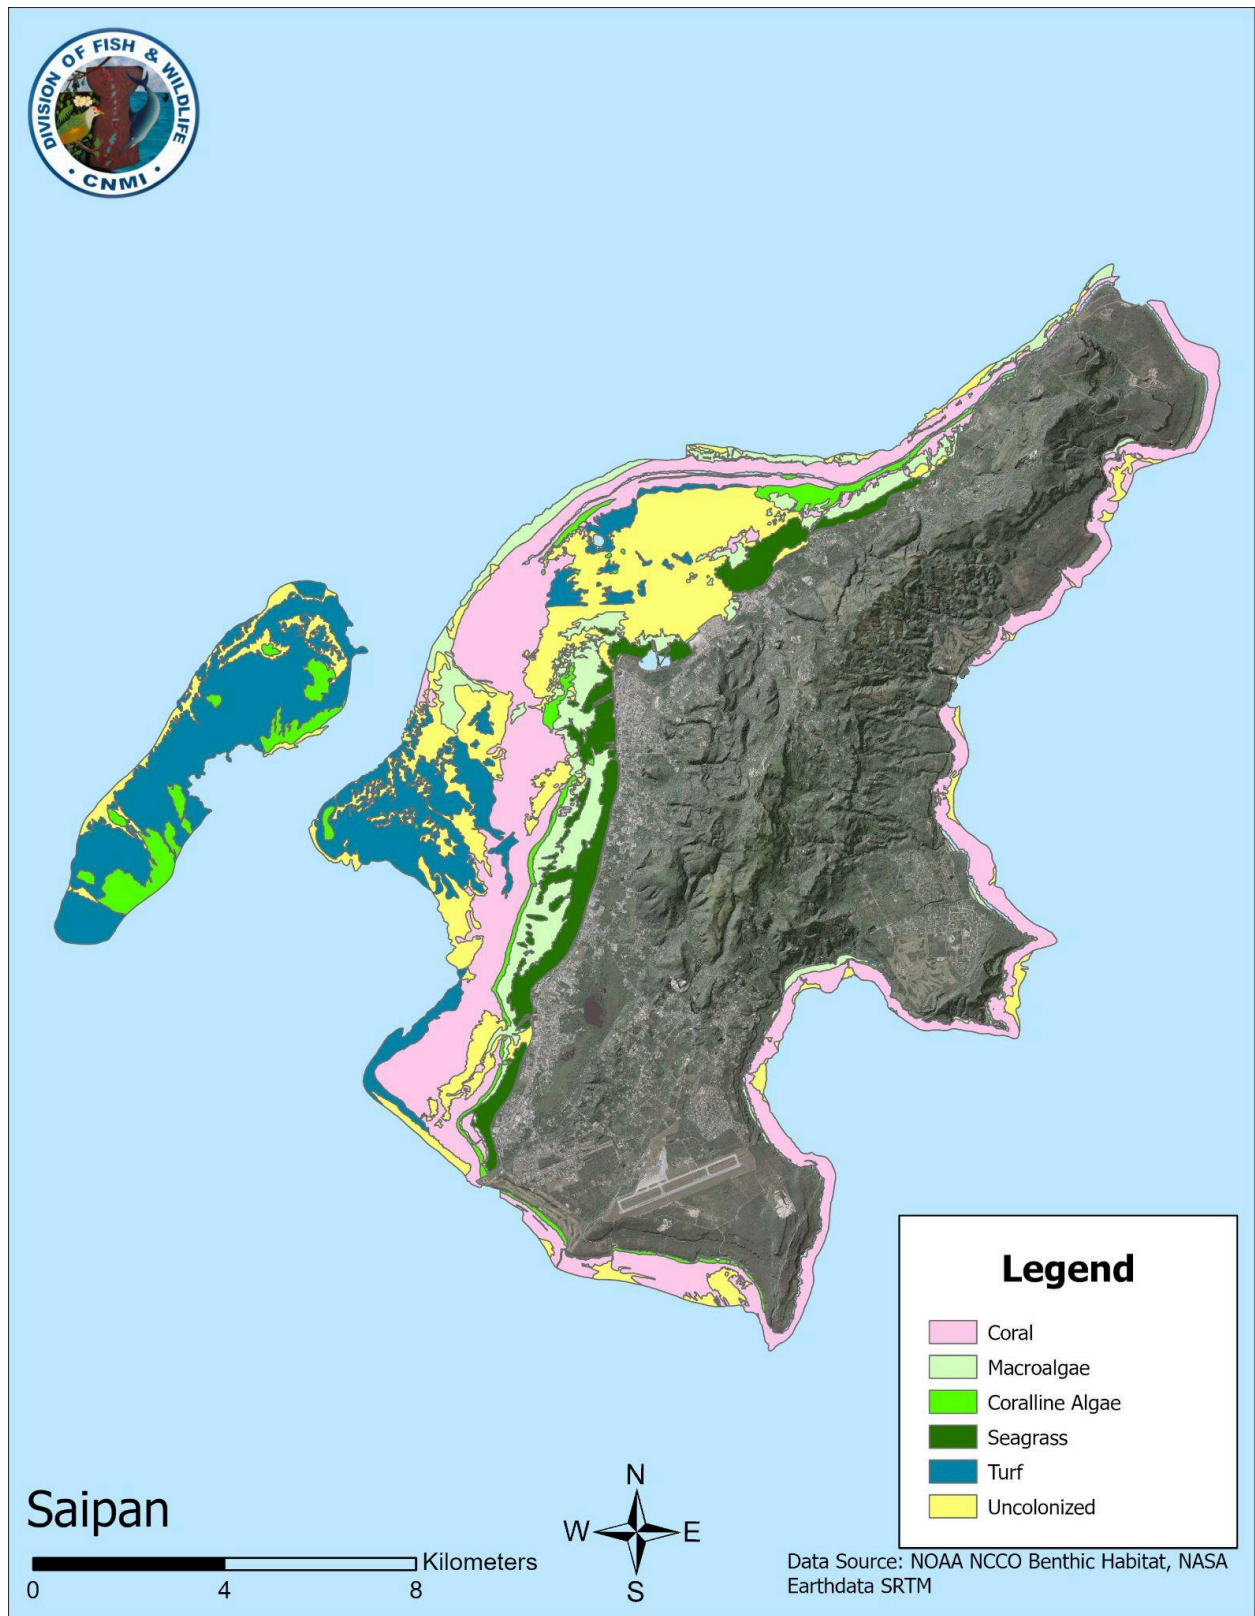 DIVISION OF FISH & WILDLIFE
• CNMI •
Legend
Coral
Macroalgae
Coralline Algae
Seagrass
Turf
Uncolonized
Saipan
N
W E
S
Kilometers
0 4 8
Data Source: NOAA NCCO Benthic Habitat, NASA
Earthdata SRTM